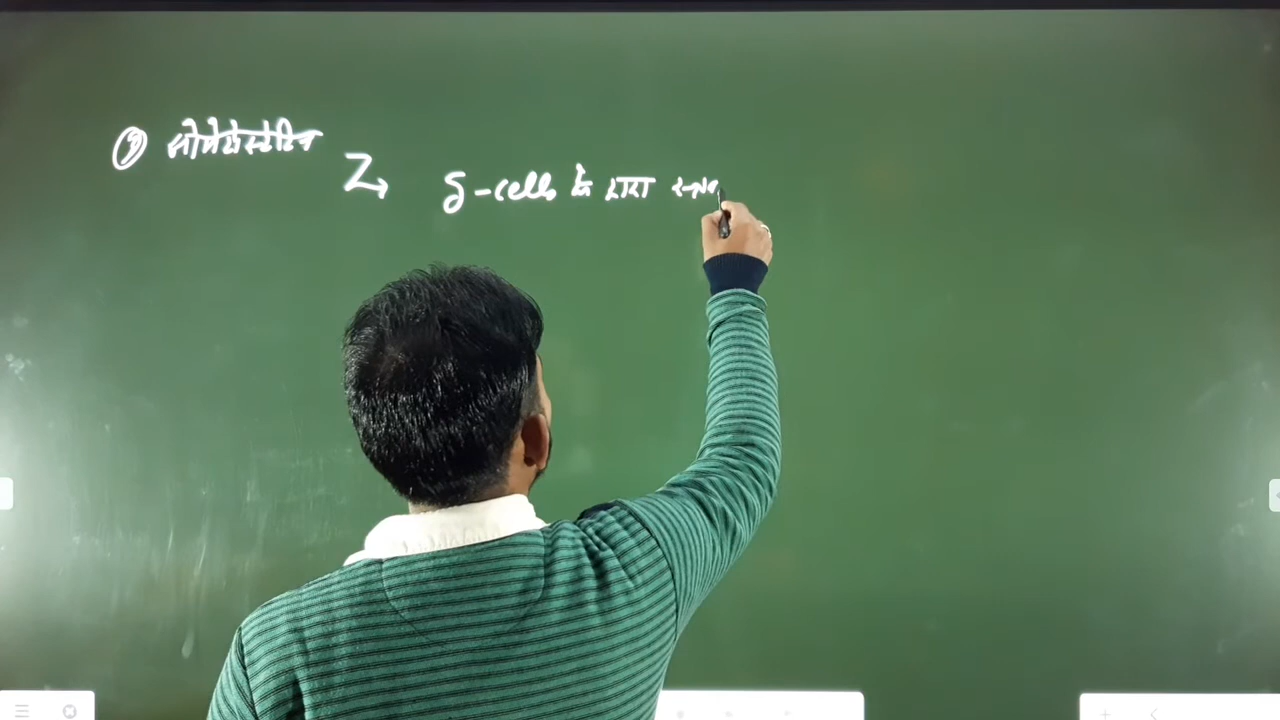 ③ सोमेटोस्टेटिन
δ-cells के द्वारा स्त्राव